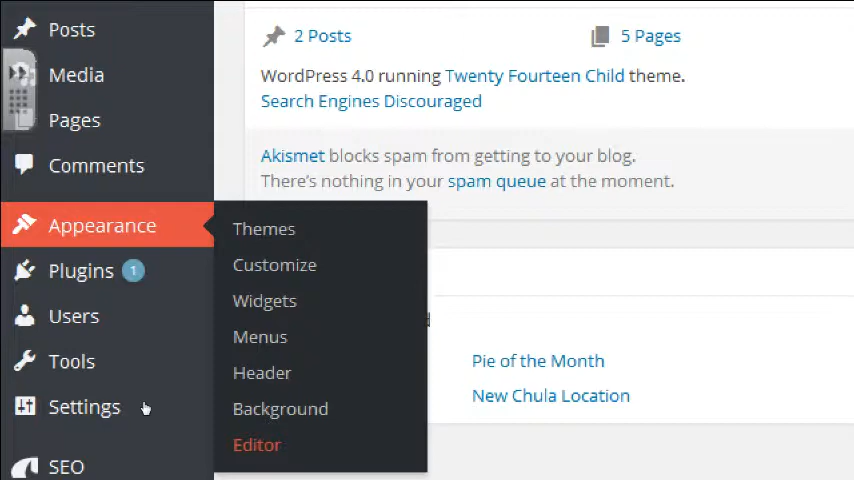 Posts
Media
Pages
Comments
Appearance
Plugins 1
Users
Tools
Settings
SEO
Themes
Customize
Widgets
Menus
Header
Background
Editor
2 Posts
5 Pages
WordPress 4.0 running Twenty Fourteen Child theme.
Search Engines Discouraged
Akismet blocks spam from getting to your blog.
There's nothing in your spam queue at the moment.
Pie of the Month
New Chula Location